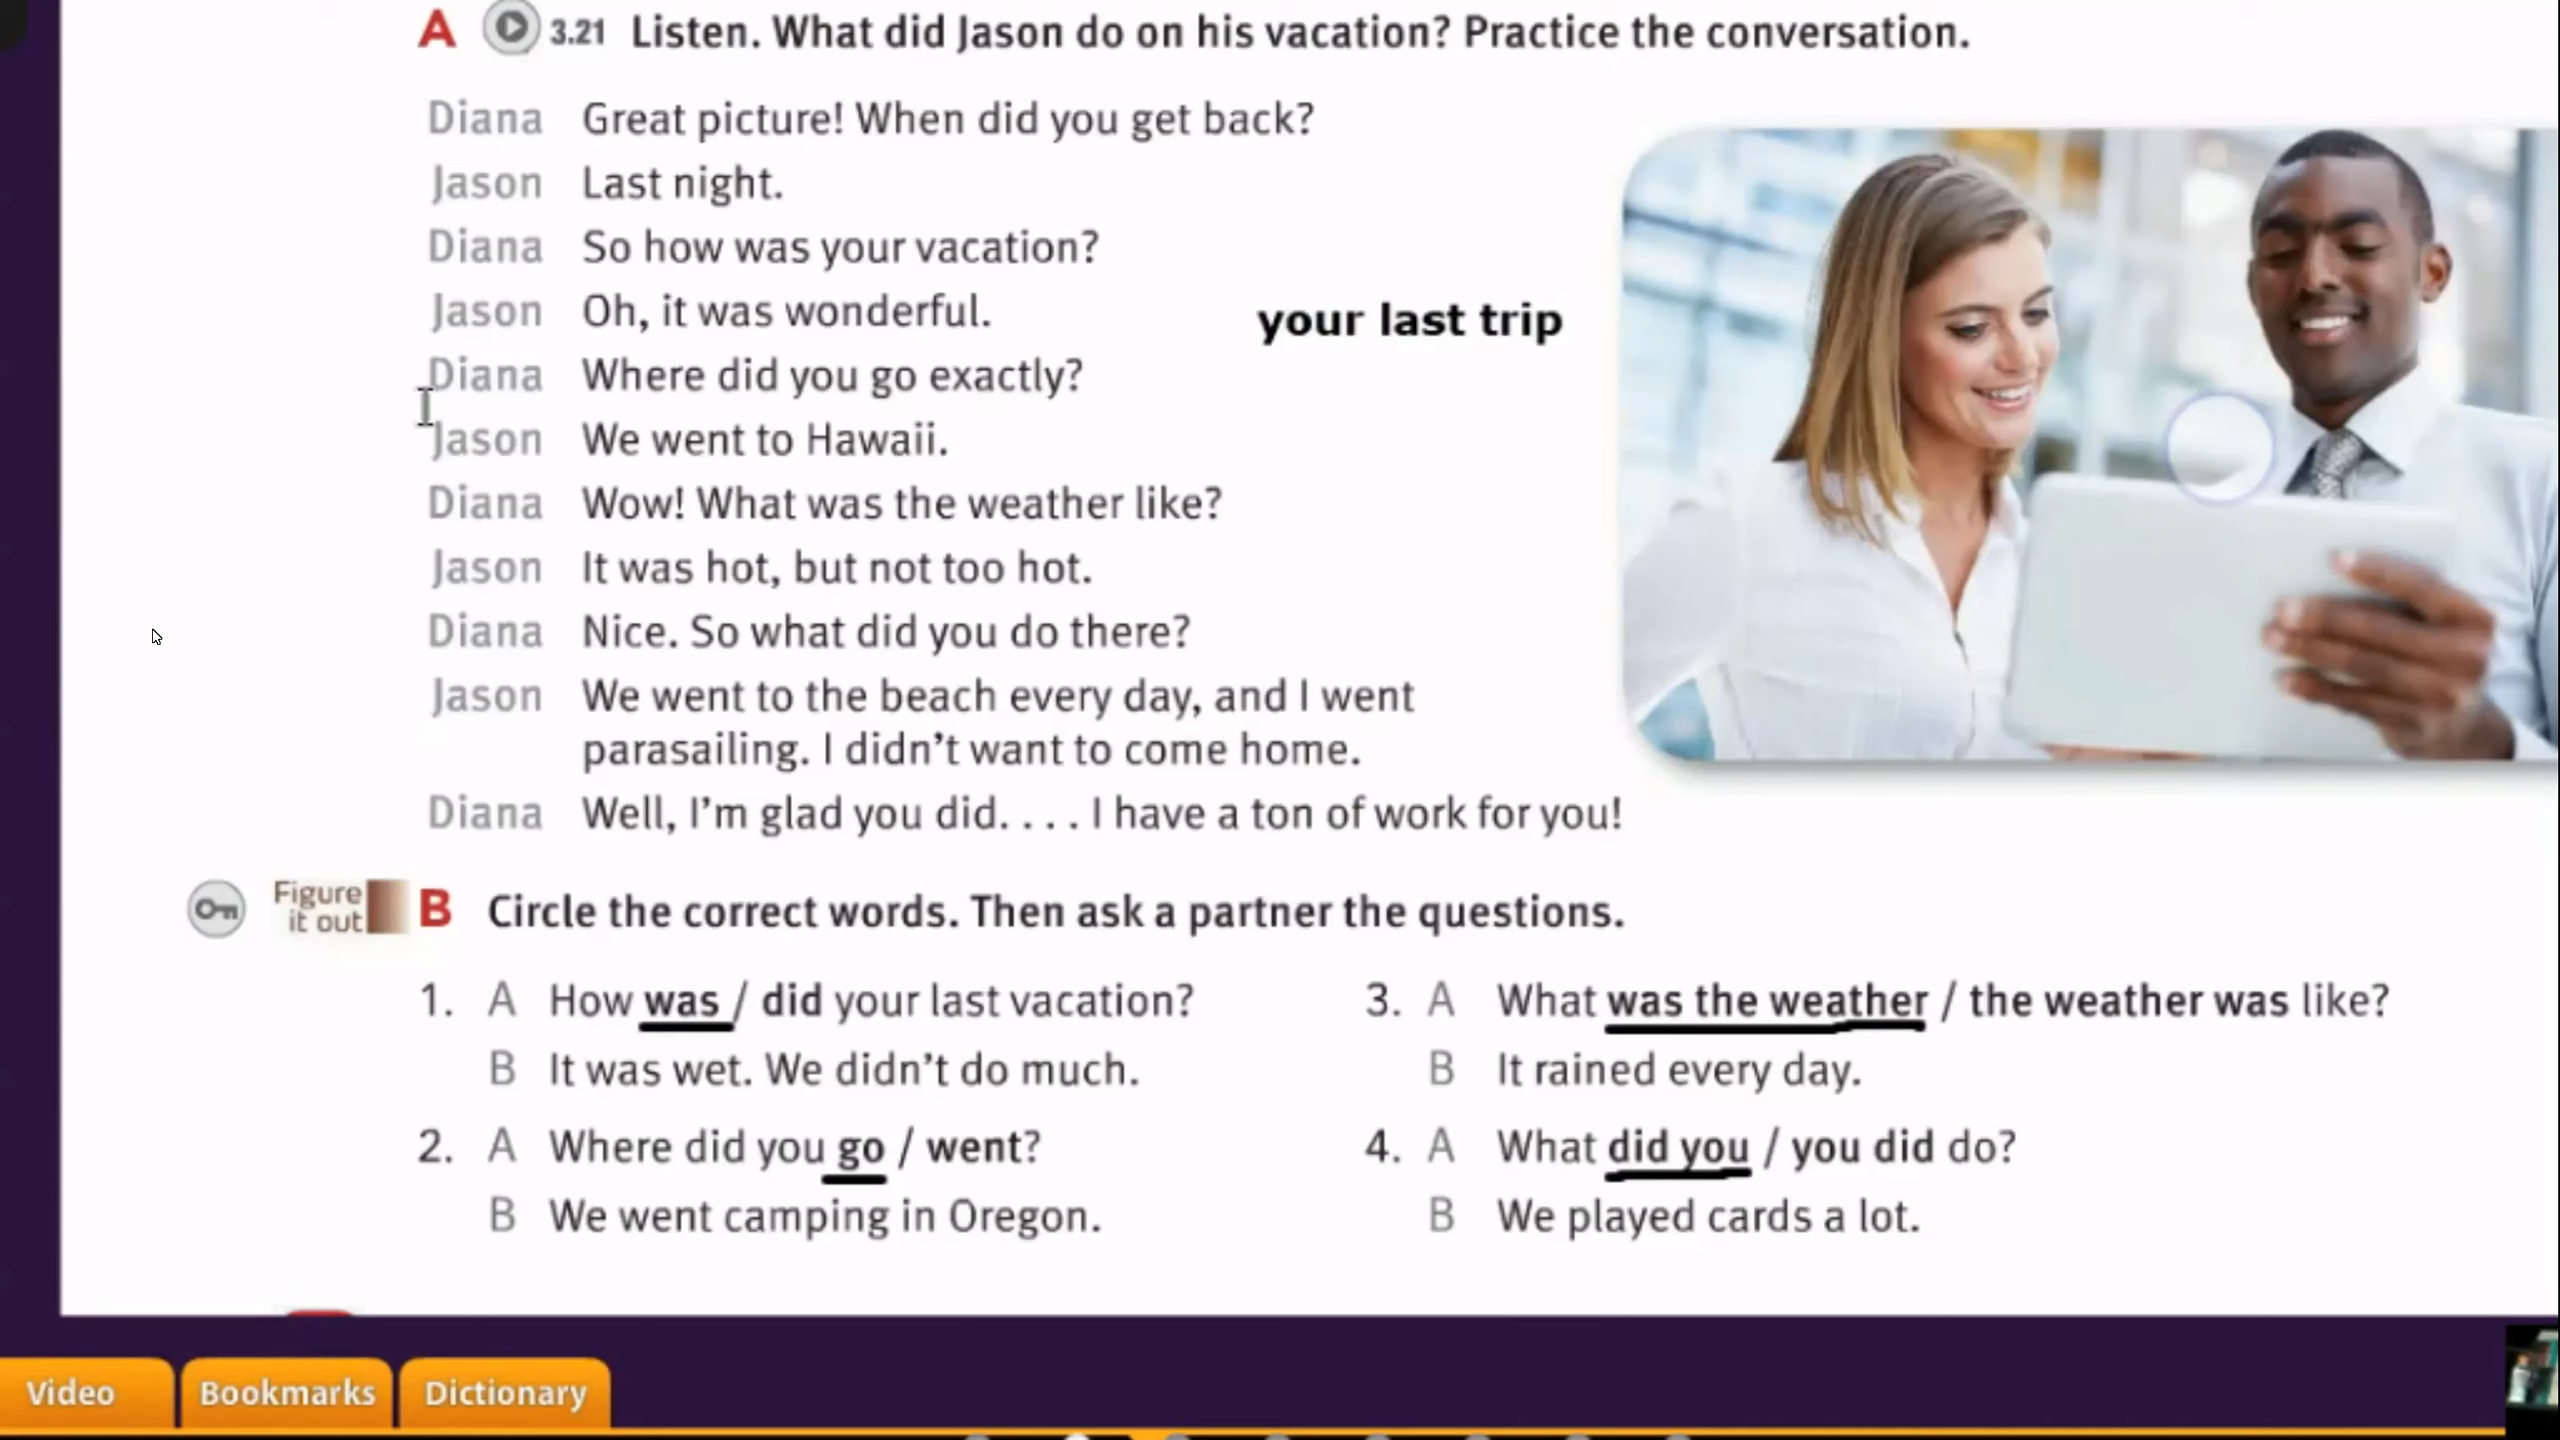 A 3.21 Listen. What did Jason do on his vacation? Practice the conversation.
Diana Great picture! When did you get back?
Jason Last night.
Diana So how was your vacation?
Jason Oh, it was wonderful.
your last trip
Diana Where did you go exactly?
Jason We went to Hawaii.
Diana Wow! What was the weather like?
Jason It was hot, but not too hot.
Diana Nice. So what did you do there?
Jason We went to the beach every day, and I went
parasailing. I didn't want to come home.
Diana Well, I'm glad you did. . . . I have a ton of work for you!
Figure
it out
B Circle the correct words. Then ask a partner the questions.
1. A How was / did your last vacation?
B It was wet. We didn't do much.
2. A Where did you go / went?
B We went camping in Oregon.
3. A What was the weather / the weather was like?
B It rained every day.
4. A What did you / you did do?
B We played cards a lot.
Video Bookmarks Dictionary